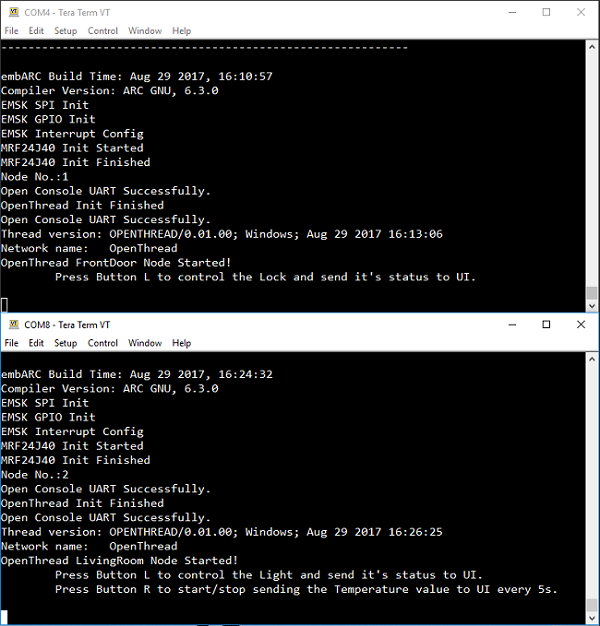 COM4 - Tera Term VT
File Edit Setup Control Window Help
----------------------------------------------------------
embARC Build Time: Aug 29 2017, 16:10:57
Compiler Version: ARC GNU, 6.3.0
EMSK SPI Init
EMSK GPIO Init
EMSK Interrupt Config
MRF24J40 Init Started
MRF24J40 Init Finished
Node No.:1
Open Console UART Successfully.
OpenThread Init Finished
Open Console UART Successfully.
Thread version: OPENTHREAD/0.01.00; Windows; Aug 29 2017 16:13:06
Network name:   OpenThread
OpenThread FrontDoor Node Started!
        Press Button L to control the Lock and send it's status to UI.
COM8 - Tera Term VT
File Edit Setup Control Window Help
embARC Build Time: Aug 29 2017, 16:24:32
Compiler Version: ARC GNU, 6.3.0
EMSK SPI Init
EMSK GPIO Init
EMSK Interrupt Config
MRF24J40 Init Started
MRF24J40 Init Finished
Node No.:2
Open Console UART Successfully.
OpenThread Init Finished
Open Console UART Successfully.
Thread version: OPENTHREAD/0.01.00; Windows; Aug 29 2017 16:26:25
Network name:   OpenThread
OpenThread LivingRoom Node Started!
        Press Button L to control the Light and send it's status to UI.
        Press Button R to start/stop sending the Temperature value to UI every 5s.